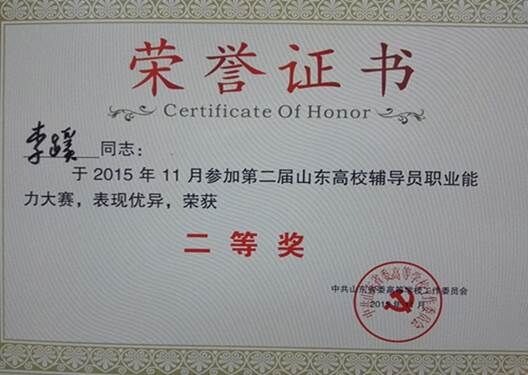 荣誉证书
Certificate Of Honor
李蹊 同志：
于 2015 年 11 月参加第二届山东高校辅导员职业能
力大赛，表现优异，荣获
二等奖
中共山东省委高等学校工作委员会